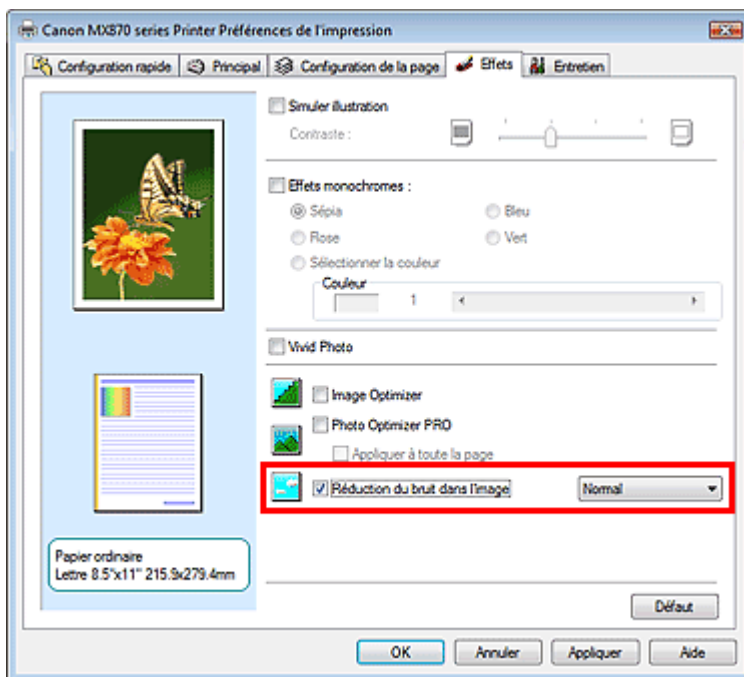 Canon MX870 series Printer Préférences de l'impression
Configuration rapide Principal Configuration de la page Effets Entretien
Simuler illustration
Contraste :
Effets monochromes :
Sépia Bleu
Rose Vert
Sélectionner la couleur
Couleur
1
Vivid Photo
Image Optimizer
Photo Optimizer PRO
Appliquer à toute la page
Réduction du bruit dans l'image Normal
Papier ordinaire
Lettre 8.5"x11" 215.9x279.4mm
Défaut
OK Annuler Appliquer Aide